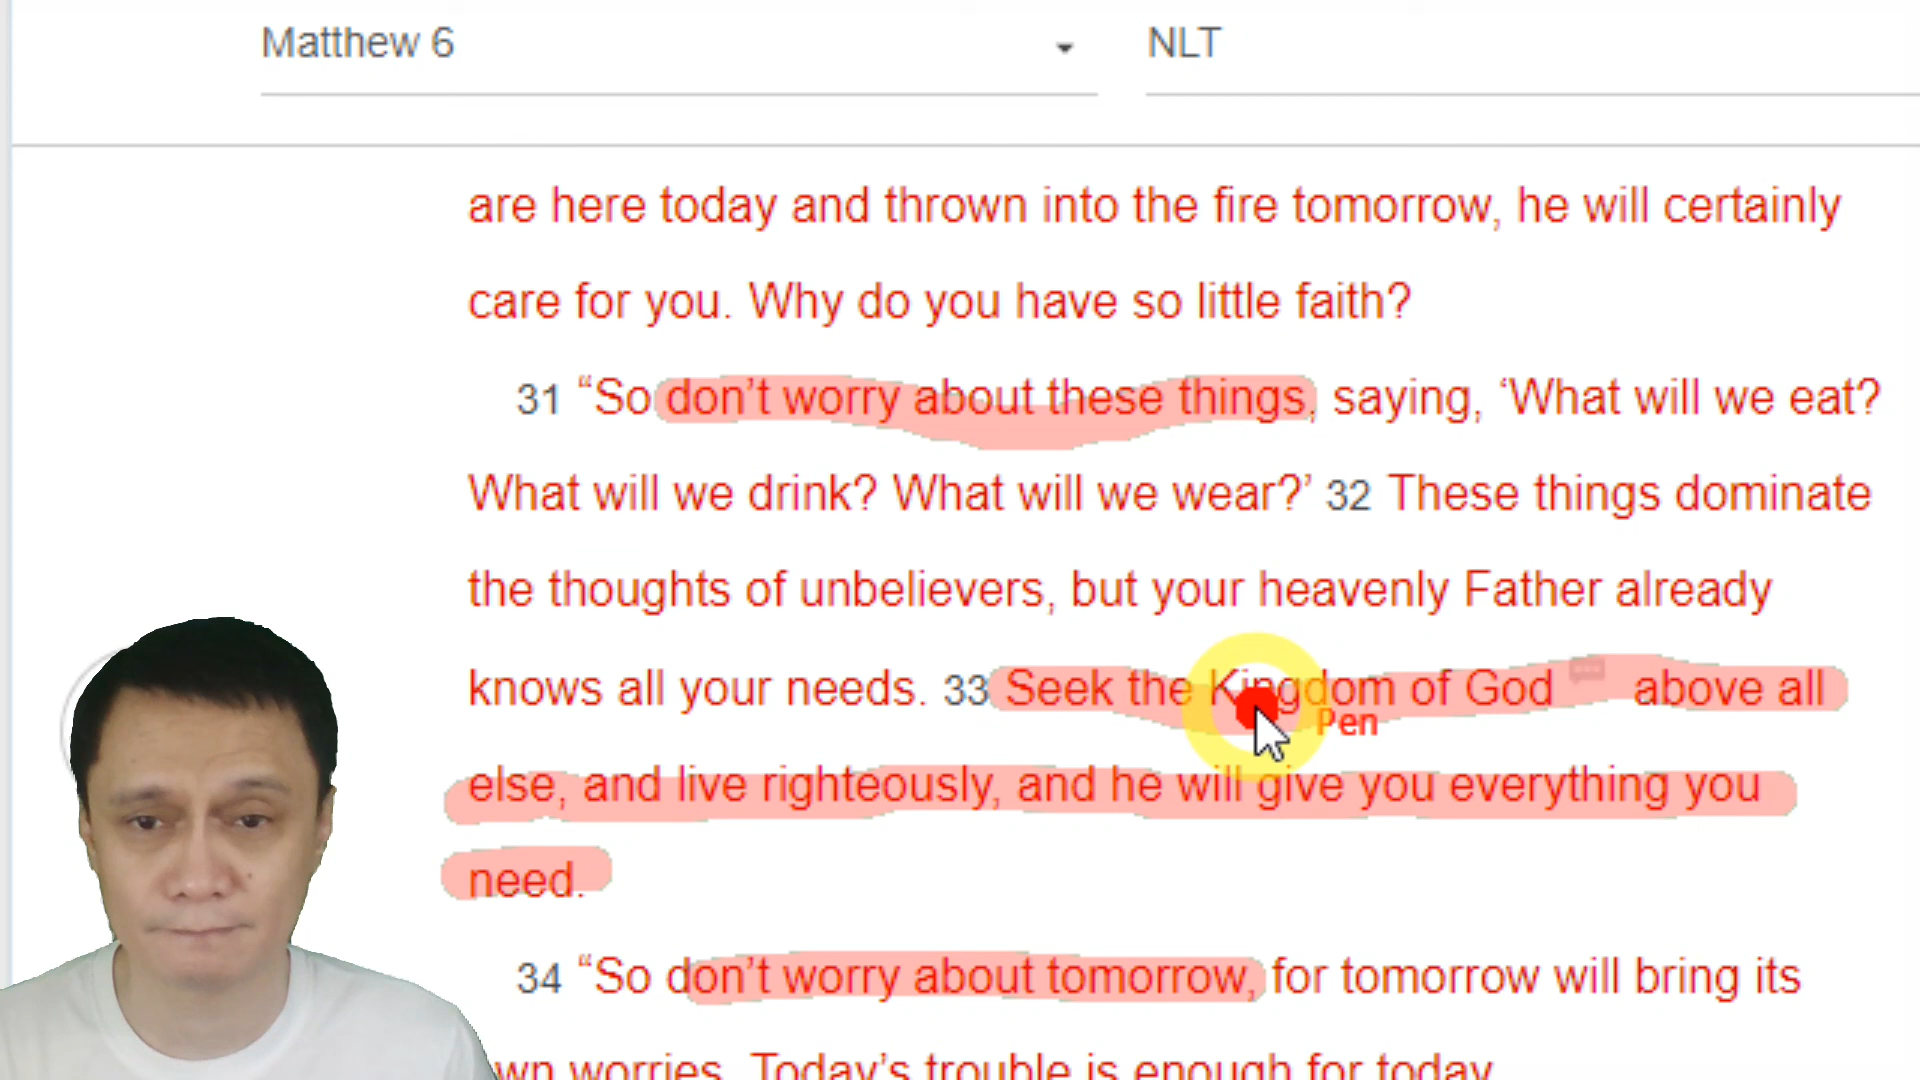 Matthew 6 NLT
are here today and thrown into the fire tomorrow, he will certainly
care for you. Why do you have so little faith?
31 “So don’t worry about these things, saying, ‘What will we eat?
What will we drink? What will we wear?’ 32 These things dominate
the thoughts of unbelievers, but your heavenly Father already
knows all your needs. 33 Seek the Kingdom of God above all
Pen
else, and live righteously, and he will give you everything you
need.
34 “So don’t worry about tomorrow, for tomorrow will bring its
wn worries. Today’s trouble is enough for today